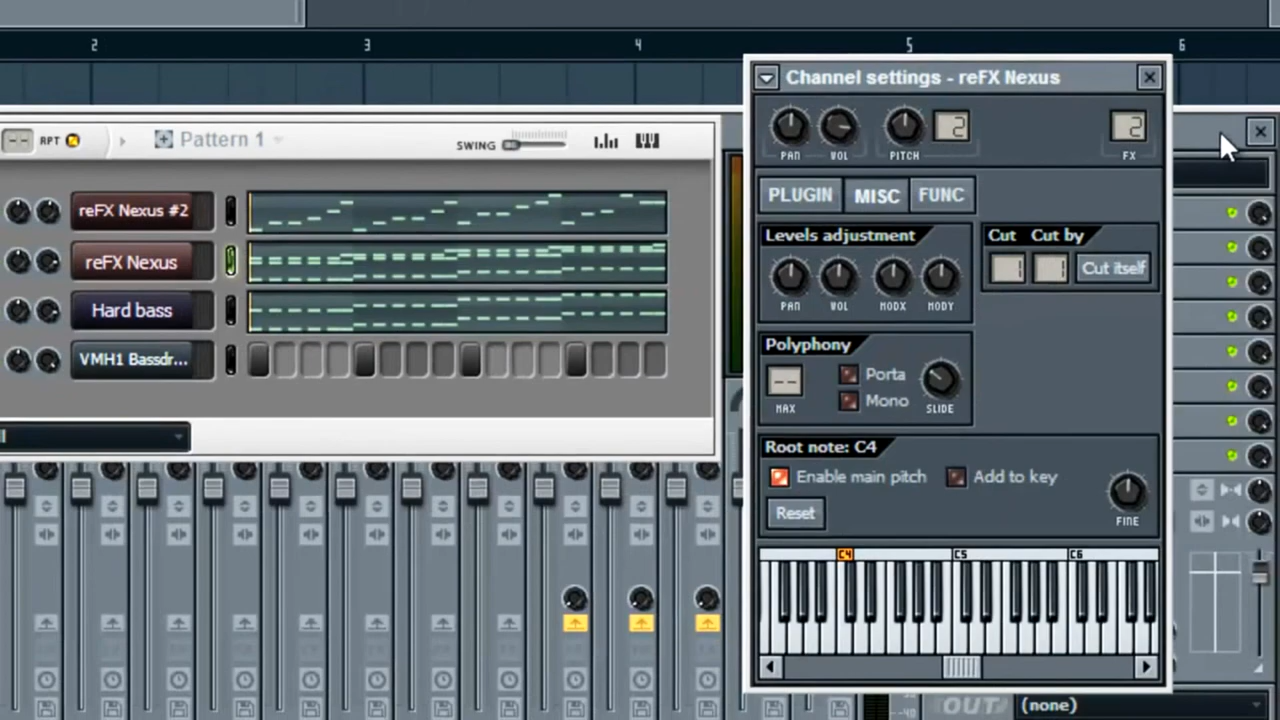 2 3 4 5 6
Channel settings - reFX Nexus
-- RPT Pattern 1 SWING
2 2
PAN VOL PITCH FX
PLUGIN MISC FUNC
reFX Nexus #2
Levels adjustment Cut Cut by
reFX Nexus
1 1 Cut itself
Hard bass
PAN VOL MODX MODY
VMH1 Bassdr...
Polyphony
-- Porta
Mono
MAX SLIDE
Root note: C4
Enable main pitch Add to key
Reset FINE
C4 C5 C6
OUT (none)